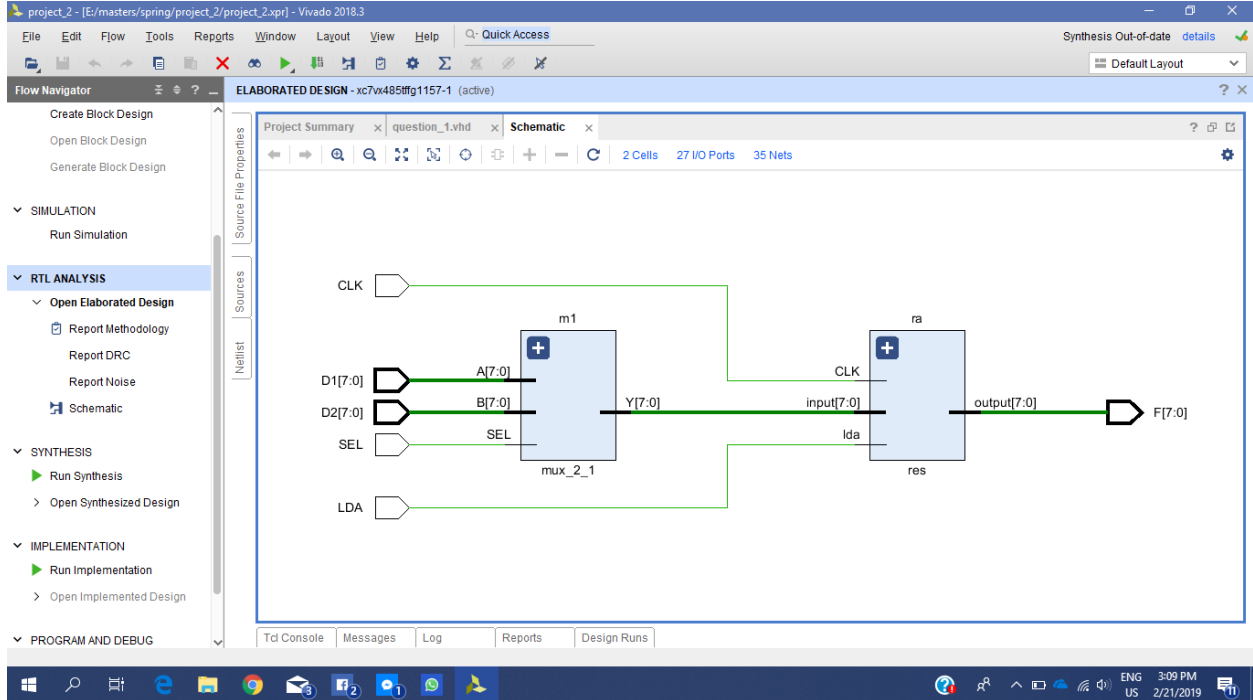 project_2 - [E:/masters/spring/project_2/project_2.xpr] - Vivado 2018.3
File Edit Flow Tools Reports Window Layout View Help Quick Access
Synthesis Out-of-date details
Default Layout
Flow Navigator ?
ELABORATED DESIGN - xc7vx485tffg1157-1 (active) ?
Create Block Design
Open Block Design
Generate Block Design
SIMULATION
Run Simulation
RTL ANALYSIS
Open Elaborated Design
Report Methodology
Report DRC
Report Noise
Schematic
SYNTHESIS
Run Synthesis
Open Synthesized Design
IMPLEMENTATION
Run Implementation
Open Implemented Design
PROGRAM AND DEBUG
Source File Properties
Sources
Netlist
Project Summary question_1.vhd Schematic ?
2 Cells 27 I/O Ports 35 Nets
CLK
m1
ra
D1[7:0] A[7:0] CLK
D2[7:0] B[7:0] Y[7:0] input[7:0] output[7:0] F[7:0]
SEL SEL lda
mux_2_1 res
LDA
Tcl Console Messages Log Reports Design Runs
3 2 1
ENG 3:09 PM
US 2/21/2019 11